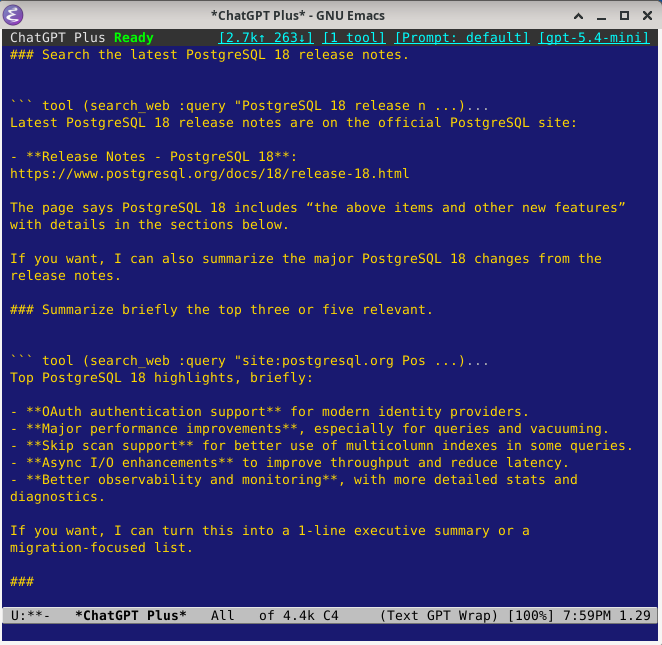 *ChatGPT Plus* - GNU Emacs
ChatGPT Plus Ready [2.7k↑ 263↓] [1 tool] [Prompt: default] [gpt-5.4-mini]
### Search the latest PostgreSQL 18 release notes.
``` tool (search_web :query "PostgreSQL 18 release n ...)...
Latest PostgreSQL 18 release notes are on the official PostgreSQL site:
- **Release Notes - PostgreSQL 18**:
https://www.postgresql.org/docs/18/release-18.html
The page says PostgreSQL 18 includes “the above items and other new features”
with details in the sections below.
If you want, I can also summarize the major PostgreSQL 18 changes from the
release notes.
### Summarize briefly the top three or five relevant.
``` tool (search_web :query "site:postgresql.org Pos ...)...
Top PostgreSQL 18 highlights, briefly:
- **OAuth authentication support** for modern identity providers.
- **Major performance improvements**, especially for queries and vacuuming.
- **Skip scan support** for better use of multicolumn indexes in some queries.
- **Async I/O enhancements** to improve throughput and reduce latency.
- **Better observability and monitoring**, with more detailed stats and
diagnostics.
If you want, I can turn this into a 1-line executive summary or a
migration-focused list.
###
U:**- *ChatGPT Plus* All of 4.4k C4 (Text GPT Wrap) [100%] 7:59PM 1.29